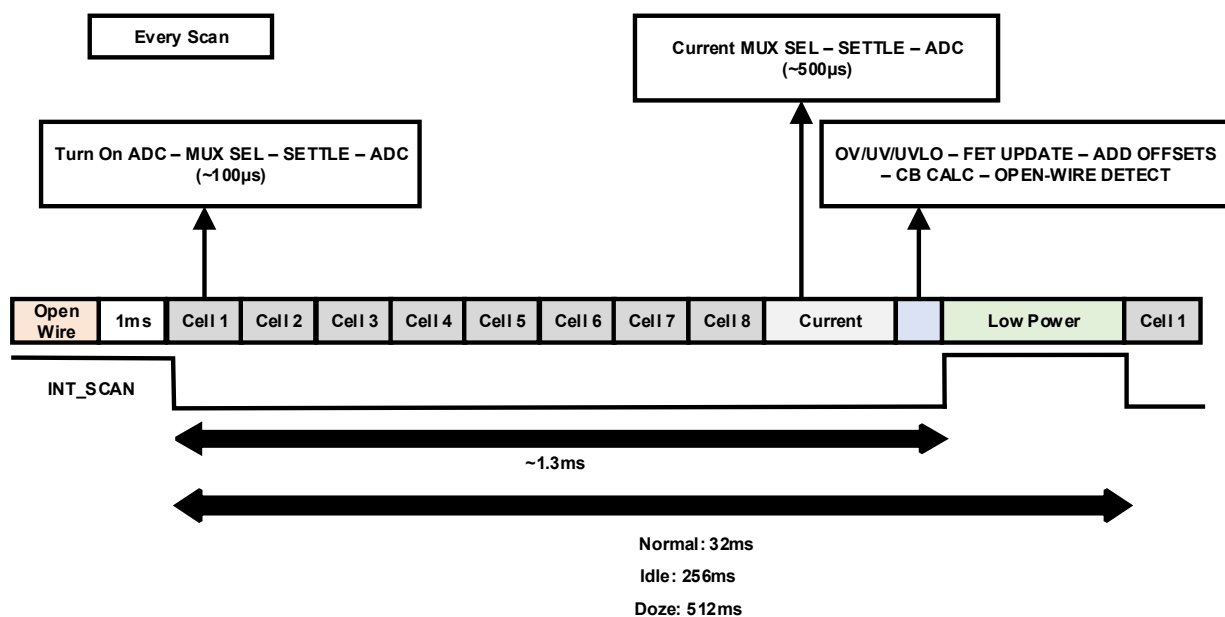 Every Scan
Current MUX SEL – SETTLE – ADC
(~500µs)
Turn On ADC – MUX SEL – SETTLE – ADC
(~100µs)
OV/UV/UVLO – FET UPDATE – ADD OFFSETS
– CB CALC – OPEN-WIRE DETECT
Open
Wire
1ms
Cell 1
Cell 2
Cell 3
Cell 4
Cell 5
Cell 6
Cell 7
Cell 8
Current
Low Power
Cell 1
INT_SCAN
~1.3ms
Normal: 32ms
Idle: 256ms
Doze: 512ms